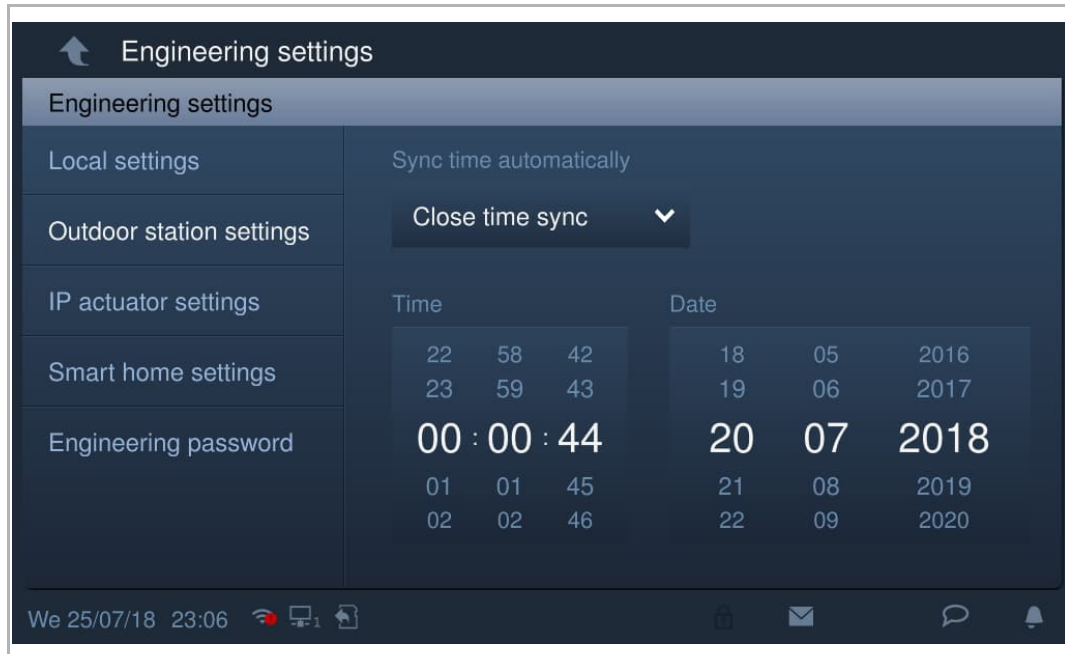 Engineering settings
Engineering settings
Local settings
Outdoor station settings
IP actuator settings
Smart home settings
Engineering password
Sync time automatically
Close time sync
Time
22 58 42
23 59 43
00 : 00 : 44
01 01 45
02 02 46
Date
18 05 2016
19 06 2017
20 07 2018
21 08 2019
22 09 2020
We 25/07/18 23:06 1